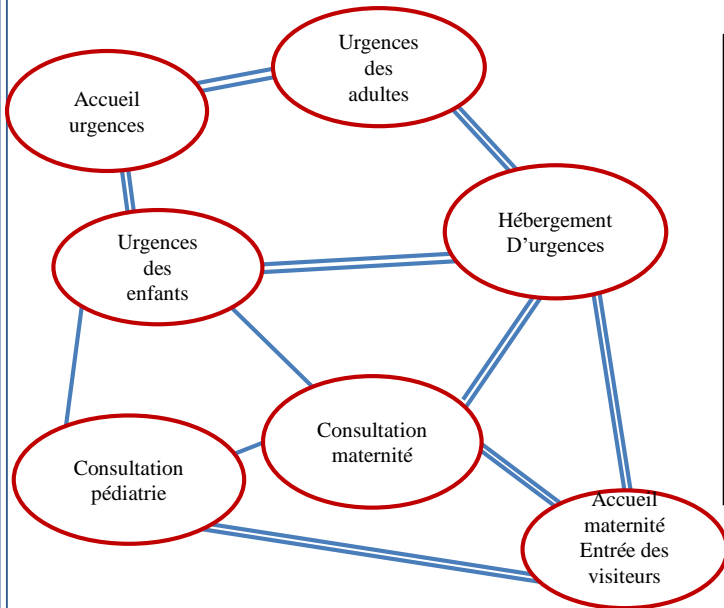 Urgences
des
adultes
Accueil
urgences
Hébergement
D’urgences
Urgences
des
enfants
Consultation
maternité
Consultation
pédiatrie
Accueil
maternité
Entrée des
visiteurs